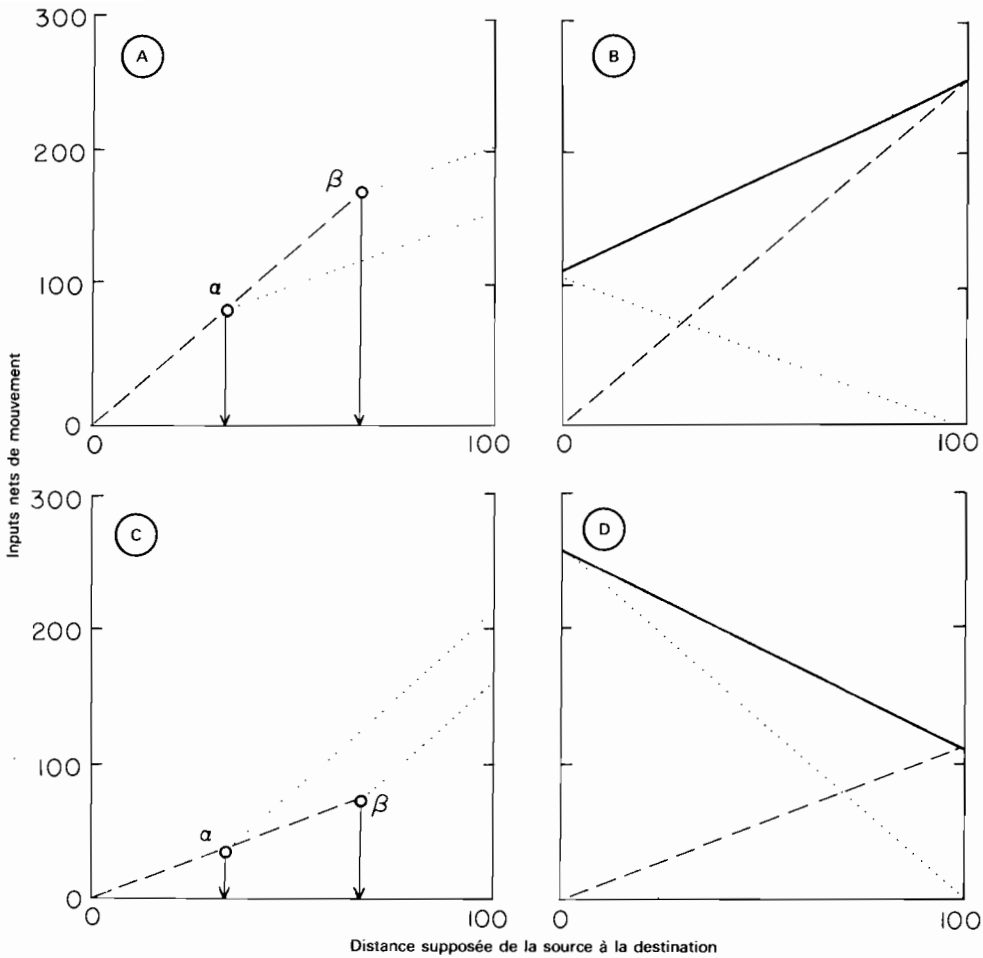 Inputs nets de mouvement
300
200
100
0
A
α
β
0
100
B
0
100
300
200
100
0
C
α
β
0
100
D
0
100
Distance supposée de la source à la destination